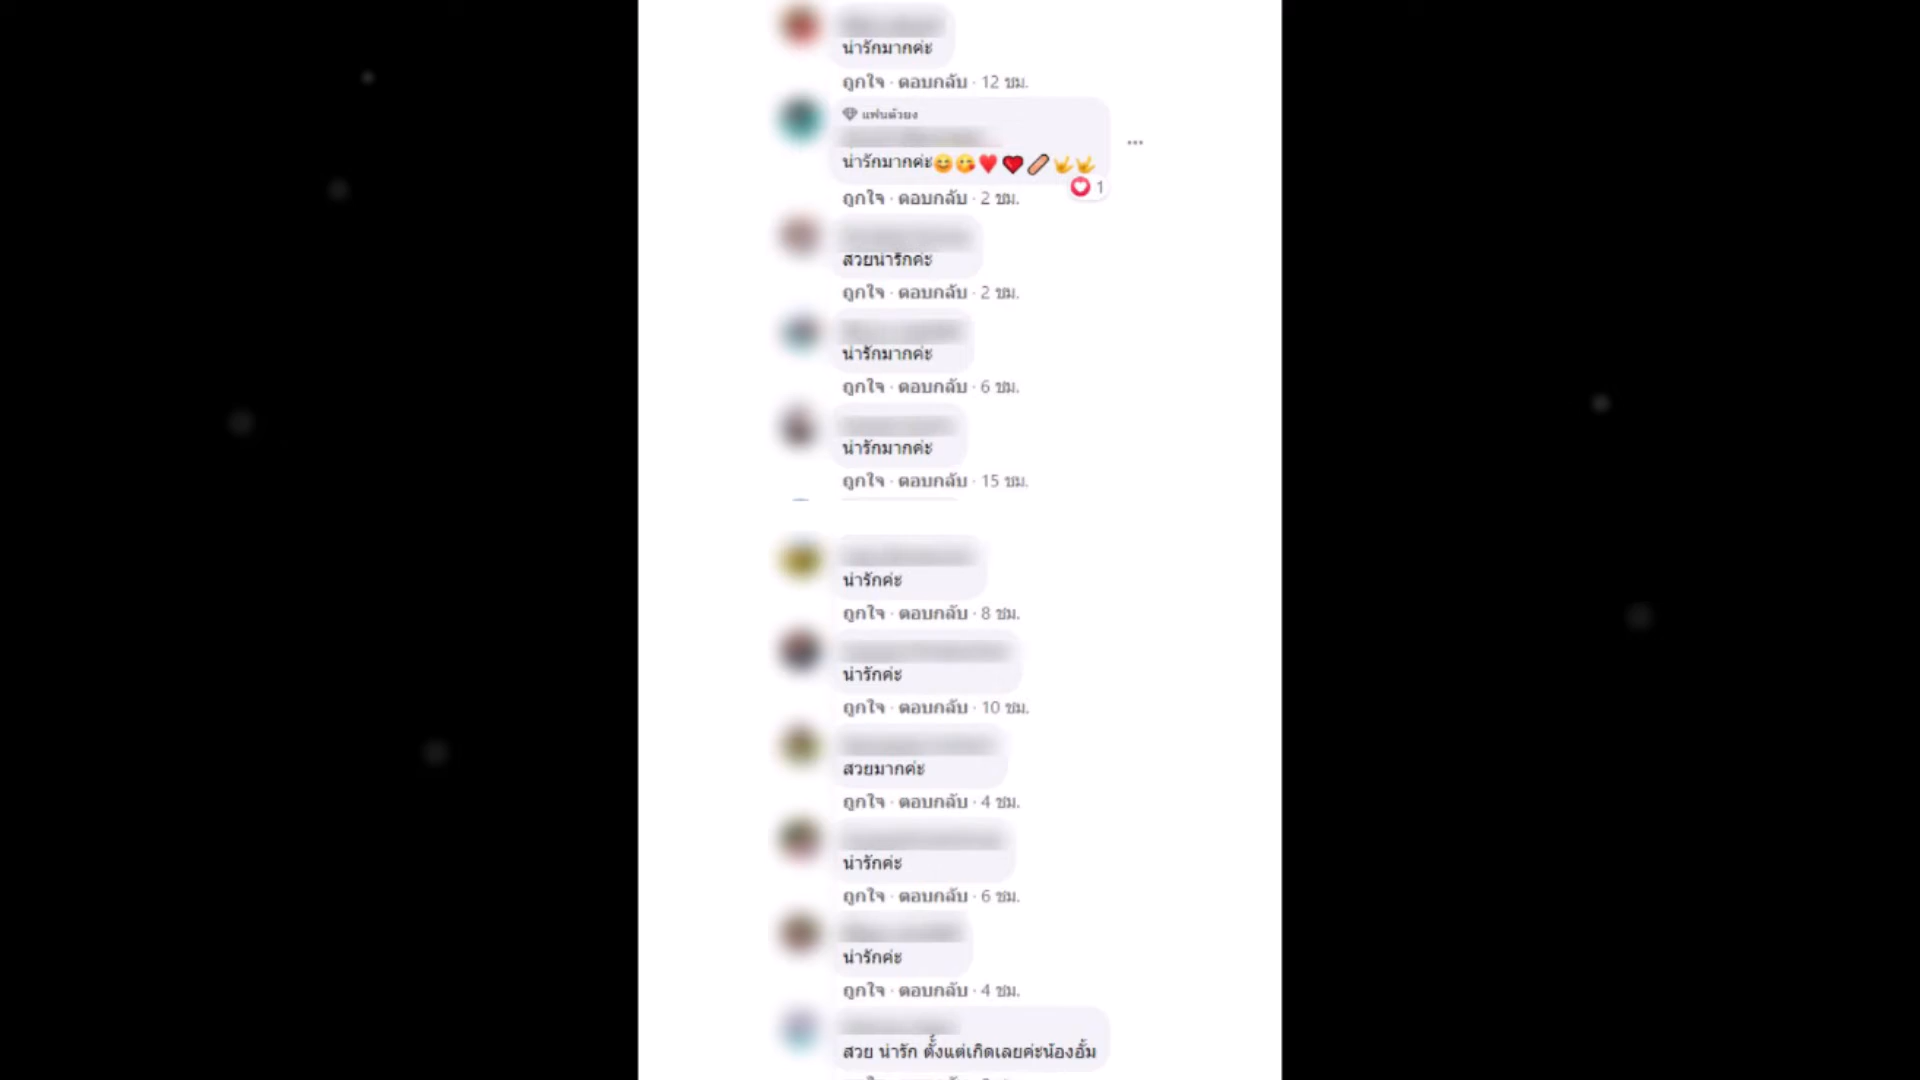 น่ารักมากค่ะ
ถูกใจ · ตอบกลับ · 12 ชม.
แฟนตัวยง
น่ารักมากค่ะ😊😋❤️❤️🩹🤟🤟
1
ถูกใจ · ตอบกลับ · 2 ชม.
สวยน่ารักค่ะ
ถูกใจ · ตอบกลับ · 2 ชม.
น่ารักมากค่ะ
ถูกใจ · ตอบกลับ · 6 ชม.
น่ารักมากค่ะ
ถูกใจ · ตอบกลับ · 15 ชม.
น่ารักค่ะ
ถูกใจ · ตอบกลับ · 8 ชม.
น่ารักค่ะ
ถูกใจ · ตอบกลับ · 10 ชม.
สวยมากค่ะ
ถูกใจ · ตอบกลับ · 4 ชม.
น่ารักค่ะ
ถูกใจ · ตอบกลับ · 6 ชม.
น่ารักค่ะ
ถูกใจ · ตอบกลับ · 4 ชม.
สวย น่ารัก ตั้งแต่เกิดเลยค่ะน้องอั้ม